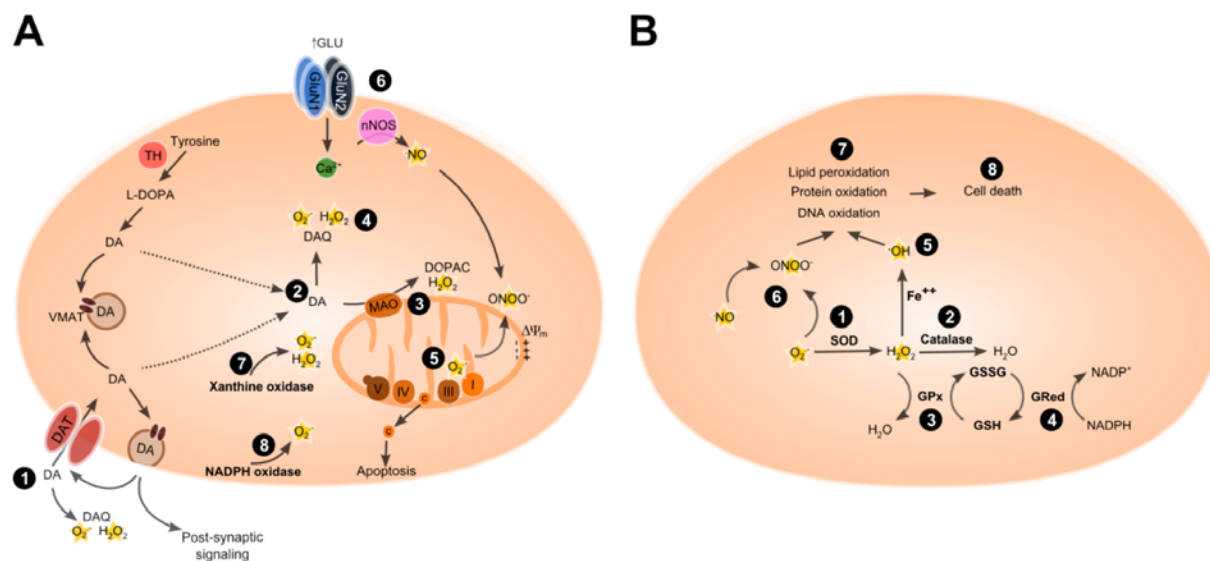 A
↑GLU
GluN1
GluN2
6
nNOS
NO
Ca²⁺
TH
Tyrosine
L-DOPA
DA
VMAT
DA
O₂⁻ H₂O₂
4
DAQ
2
DA
DOPAC
H₂O₂
MAO
3
ONOO⁻
ΔΨm
- +
- +
- +
5
O₂⁻
V
IV
III
I
c
c
Apoptosis
O₂⁻
H₂O₂
7
Xanthine oxidase
O₂⁻
8
NADPH oxidase
DA
DAT
DA
1
DA
DAQ
O₂⁻ H₂O₂
Post-synaptic
signaling
B
7
Lipid peroxidation
Protein oxidation
DNA oxidation
8
Cell death
ONOO⁻
·OH
5
6
NO
Fe⁺⁺
1
2
SOD
Catalase
O₂⁻
H₂O₂
H₂O
GSSG
NADP⁺
GPx
GRed
3
4
H₂O
GSH
NADPH